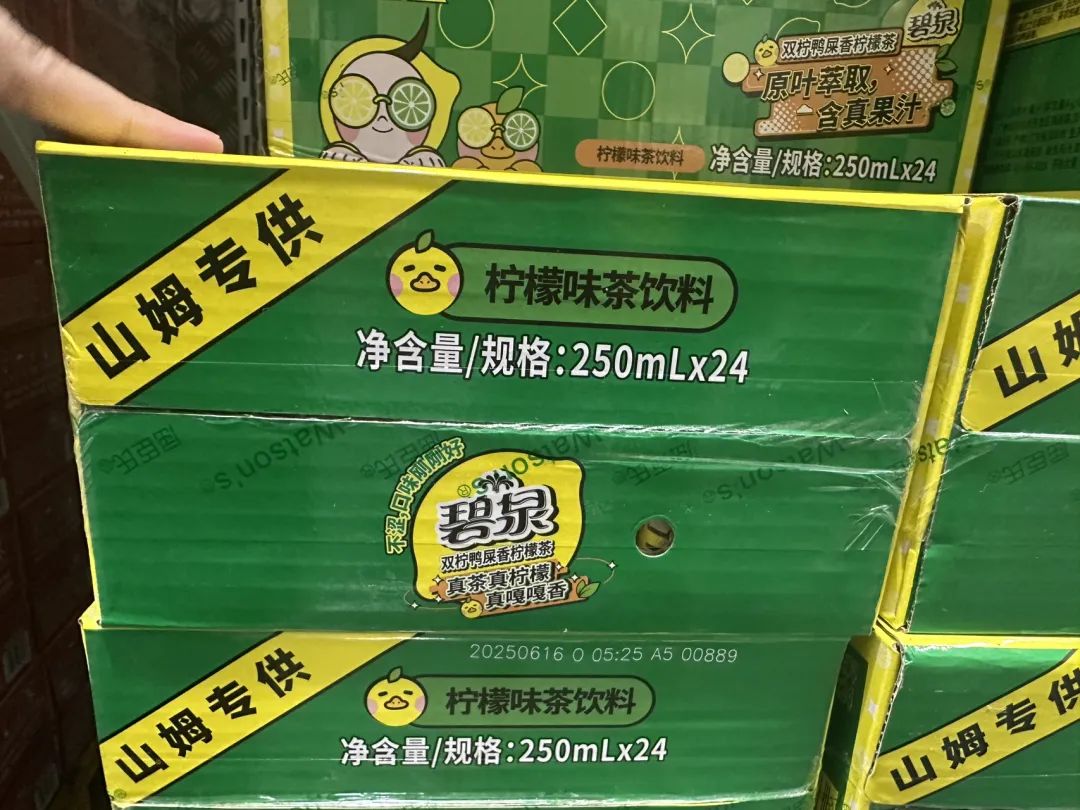 碧泉
双柠鸭屎香柠檬茶
原叶萃取,
含真果汁
柠檬味茶饮料
净含量/规格:250mLx24
山姆专供
柠檬味茶饮料
净含量/规格:250mLx24
山姆
屈臣氏® Watson's® 屈臣氏® Wat
不涩,口味刚刚好
碧泉
双柠鸭屎香柠檬茶
真茶真柠檬
真嘎嘎香
20250616 O 05:25 A5 00889
山姆专供
柠檬味茶饮料
净含量/规格:250mLx24
山姆专供